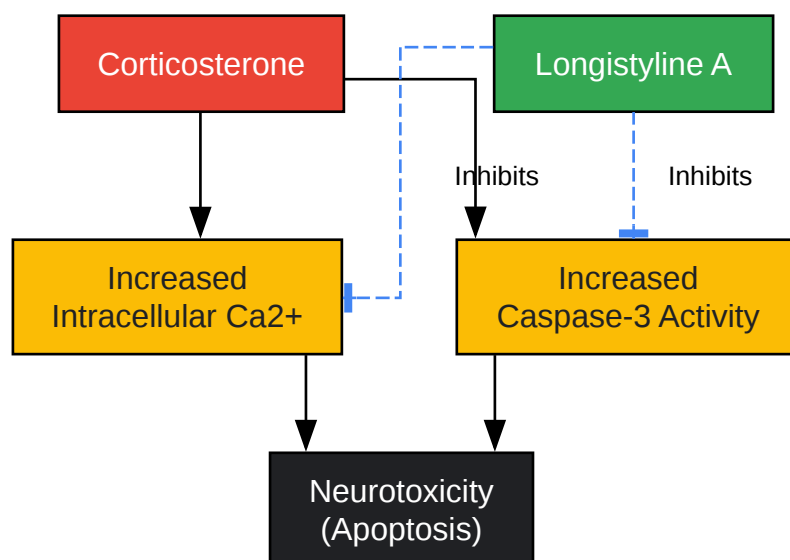 Corticosterone
Longistyline A
Inhibits
Inhibits
Increased
Intracellular Ca2+
Increased
Caspase-3 Activity
Neurotoxicity
(Apoptosis)